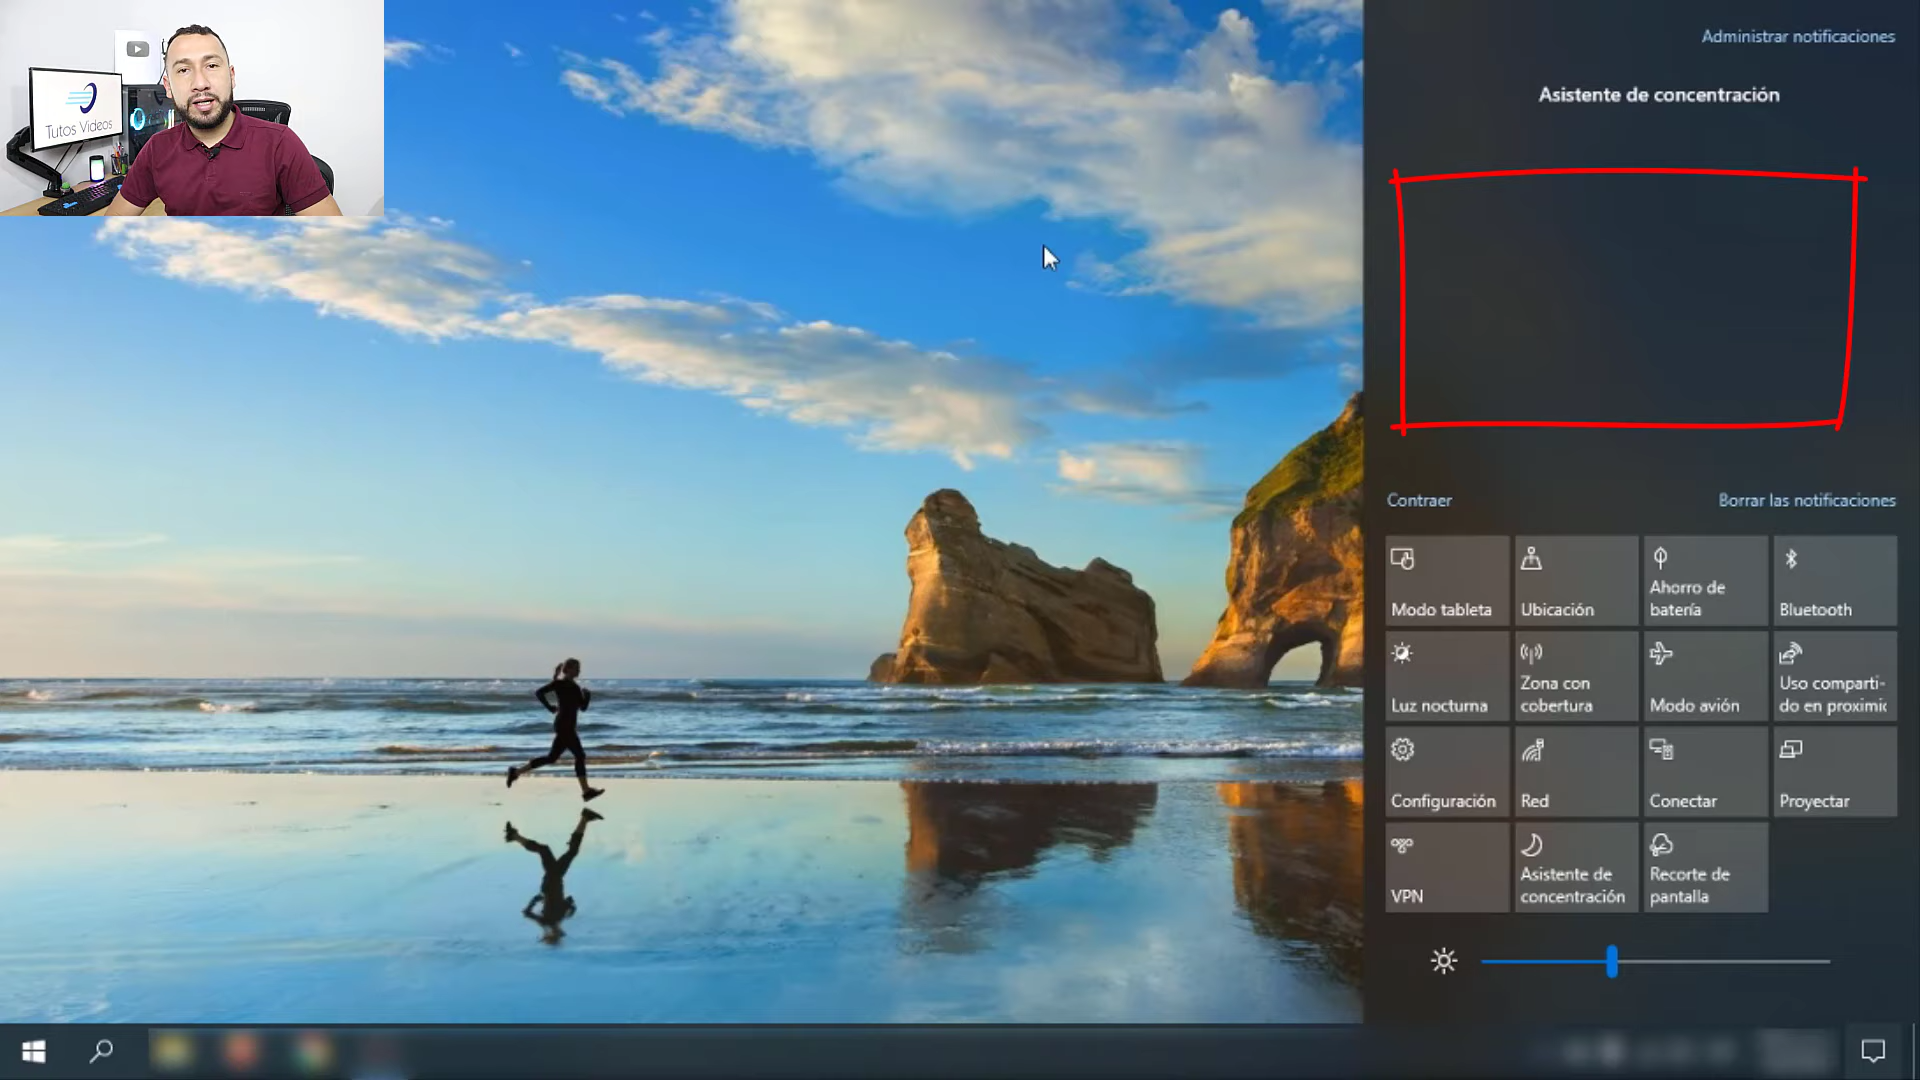 Tutos Videos
Administrar notificaciones
Asistente de concentración
Contraer
Borrar las notificaciones
Modo tableta
Ubicación
Ahorro de
batería
Bluetooth
Luz nocturna
Zona con
cobertura
Modo avión
Uso comparti-
do en proximi
Configuración
Red
Conectar
Proyectar
VPN
Asistente de
concentración
Recorte de
pantalla